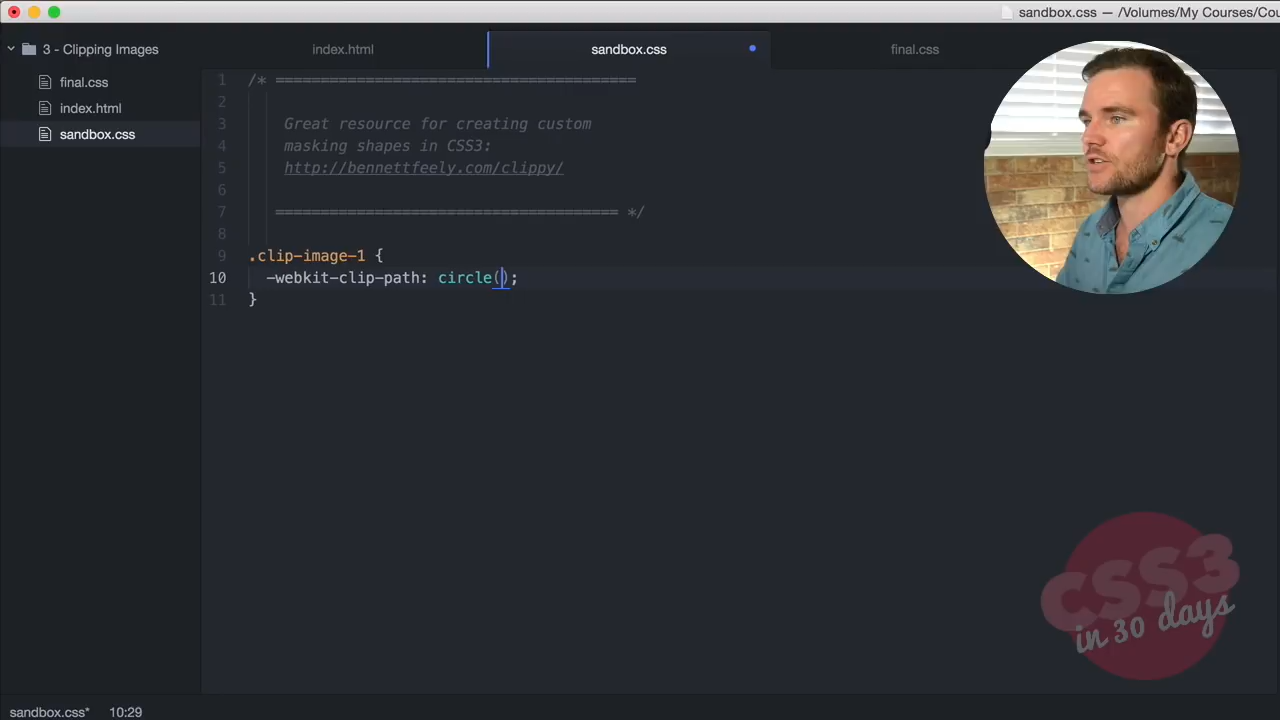 sandbox.css — /Volumes/My Courses/Cou
3 - Clipping Images
index.html
sandbox.css
final.css
final.css
index.html
sandbox.css
1 /* ========================================
2
3 Great resource for creating custom
4 masking shapes in CSS3:
5 http://bennettfeely.com/clippy/
6
7 ====================================== */
8
9 .clip-image-1 {
10 -webkit-clip-path: circle();
11 }
CSS3
in 30 days
sandbox.css* 10:29